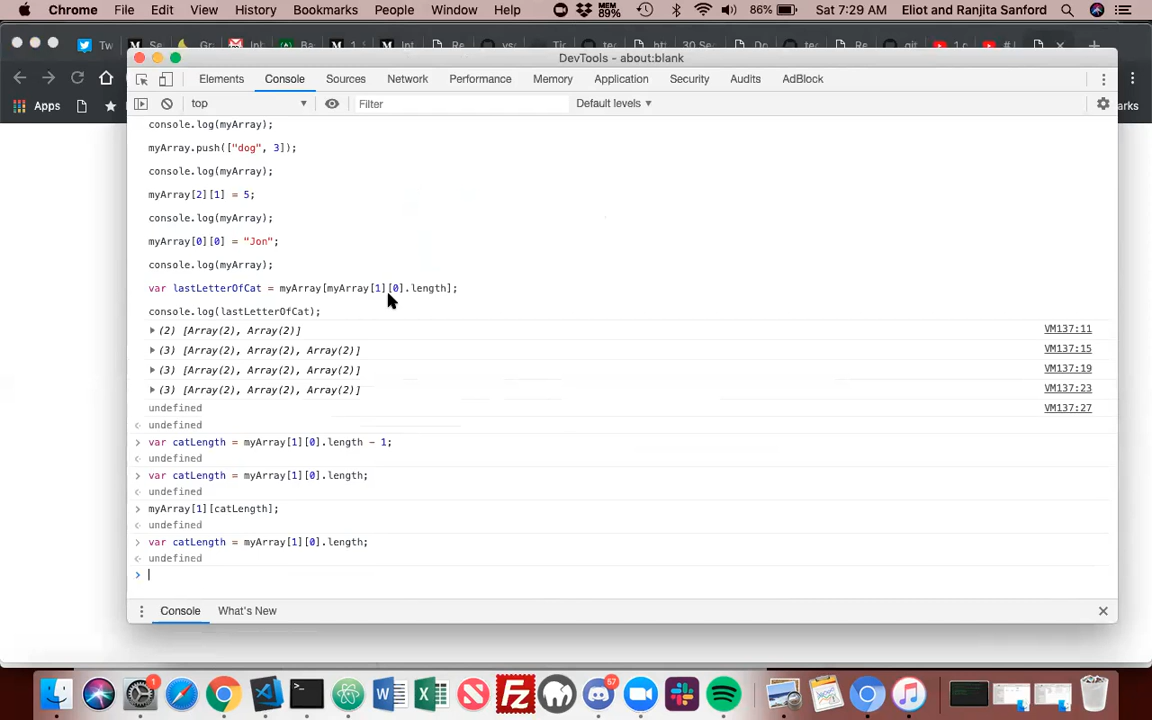 Chrome File Edit View History Bookmarks People Window Help MEM 89% 86% Sat 7:29 AM Eliot and Ranjita Sanford
DevTools - about:blank
Apps
Elements Console Sources Network Performance Memory Application Security Audits AdBlock
top Filter Default levels
console.log(myArray);
myArray.push(["dog", 3]);
console.log(myArray);
myArray[2][1] = 5;
console.log(myArray);
myArray[0][0] = "Jon";
console.log(myArray);
var lastLetterOfCat = myArray[myArray[1][0].length];
console.log(lastLetterOfCat);
(2) [Array(2), Array(2)] VM137:11
(3) [Array(2), Array(2), Array(2)] VM137:15
(3) [Array(2), Array(2), Array(2)] VM137:19
(3) [Array(2), Array(2), Array(2)] VM137:23
undefined VM137:27
undefined
var catLength = myArray[1][0].length - 1;
undefined
var catLength = myArray[1][0].length;
undefined
myArray[1][catLength];
undefined
var catLength = myArray[1][0].length;
undefined
Console What's New